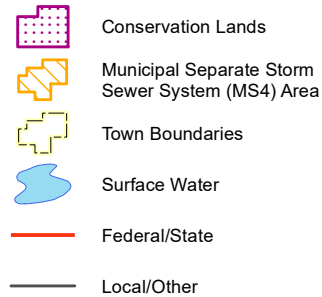 Conservation Lands
Municipal Separate Storm
Sewer System (MS4) Area
Town Boundaries
Surface Water
Federal/State
Local/Other